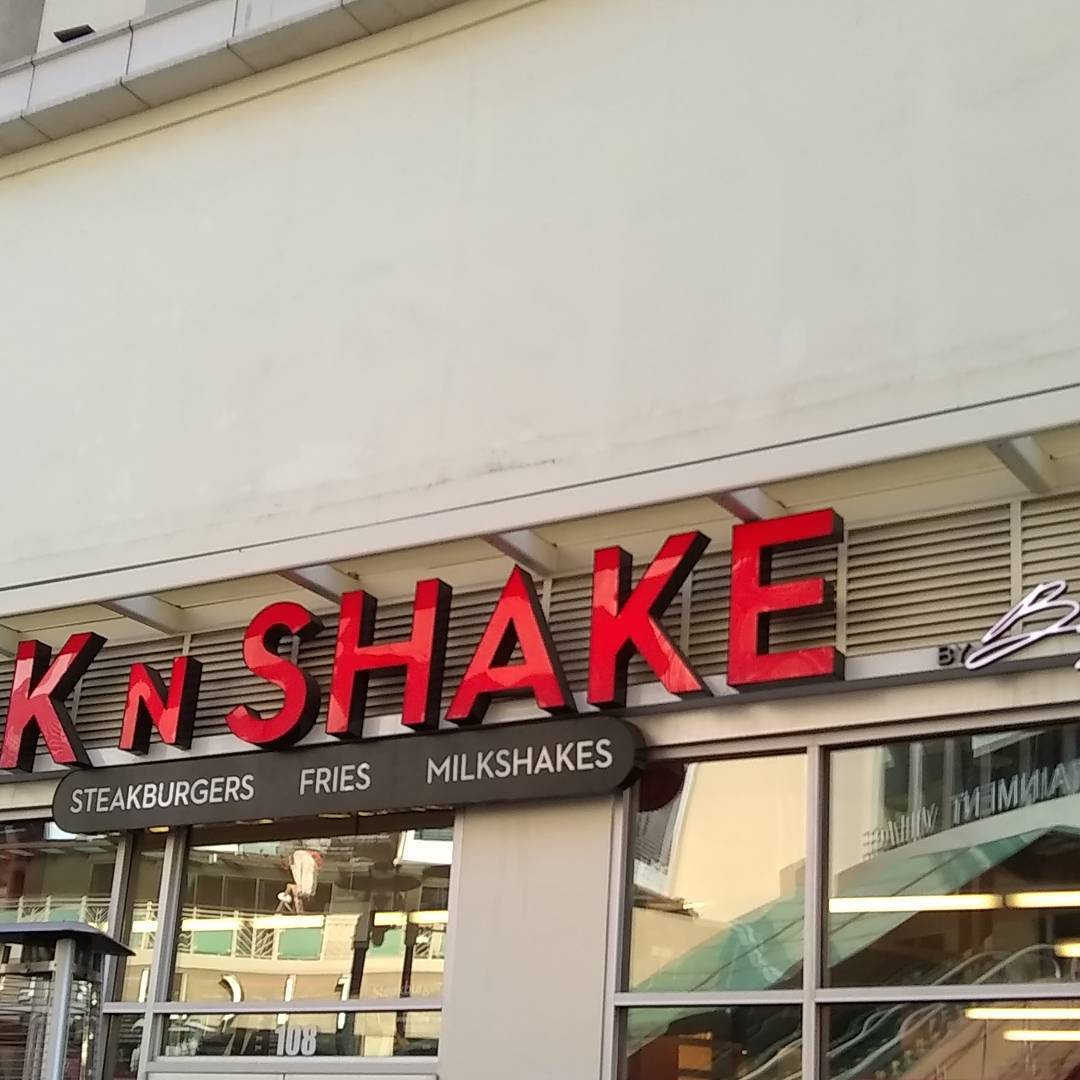 K N SHAKE
BY B
STEAKBURGERS FRIES MILKSHAKES
108